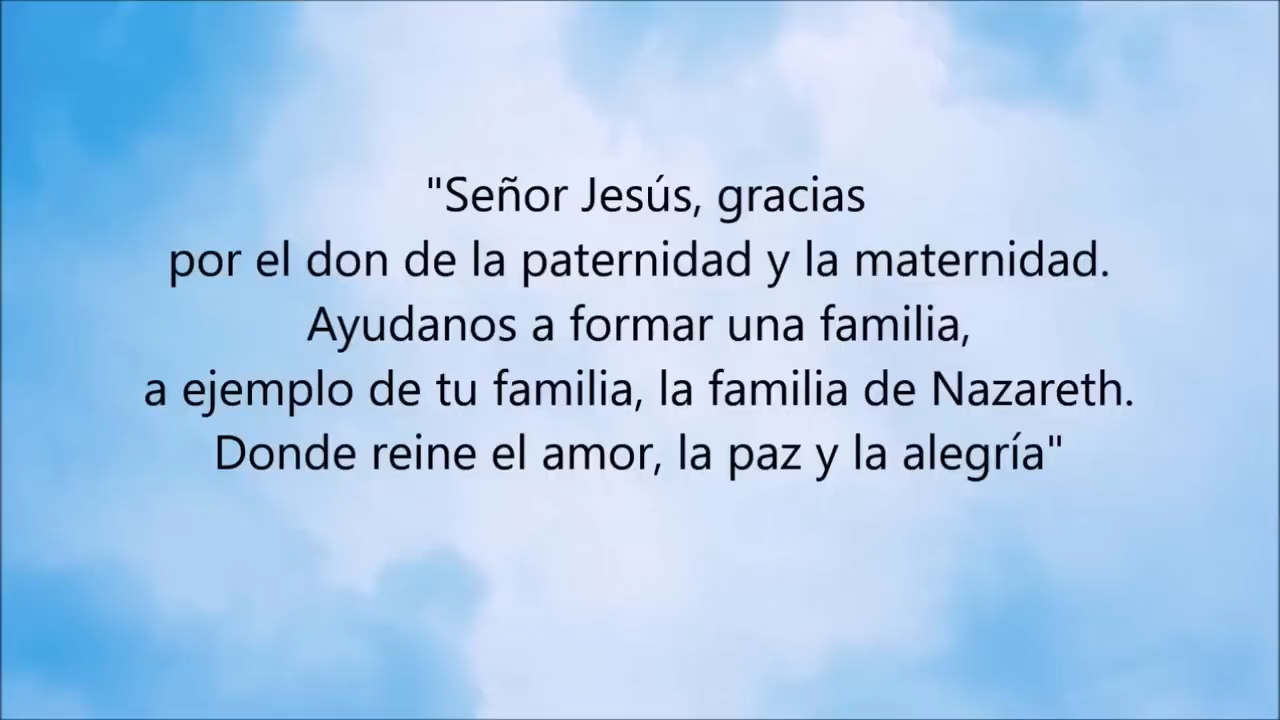 "Señor Jesús, gracias
por el don de la paternidad y la maternidad.
Ayudanos a formar una familia,
a ejemplo de tu familia, la familia de Nazareth.
Donde reine el amor, la paz y la alegría"